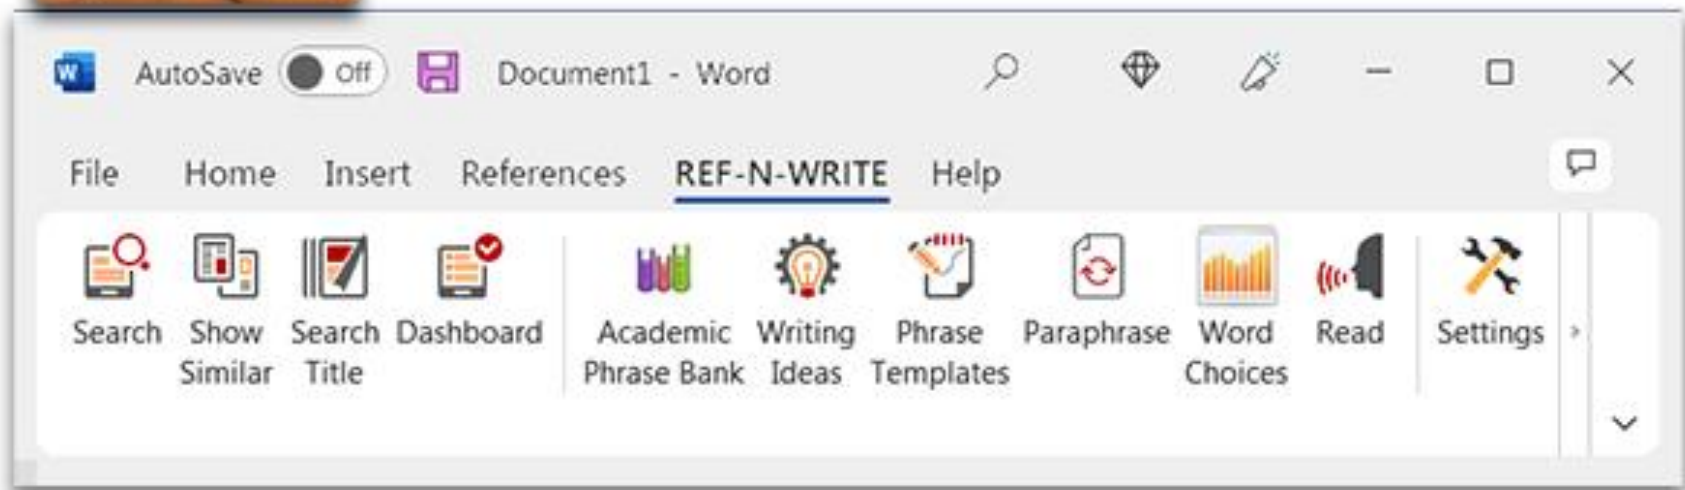 W AutoSave Off Document1 - Word
File Home Insert References REF-N-WRITE Help
Search Show Search Dashboard Academic Writing Phrase Paraphrase Word Read Settings
Similar Title Phrase Bank Ideas Templates Choices